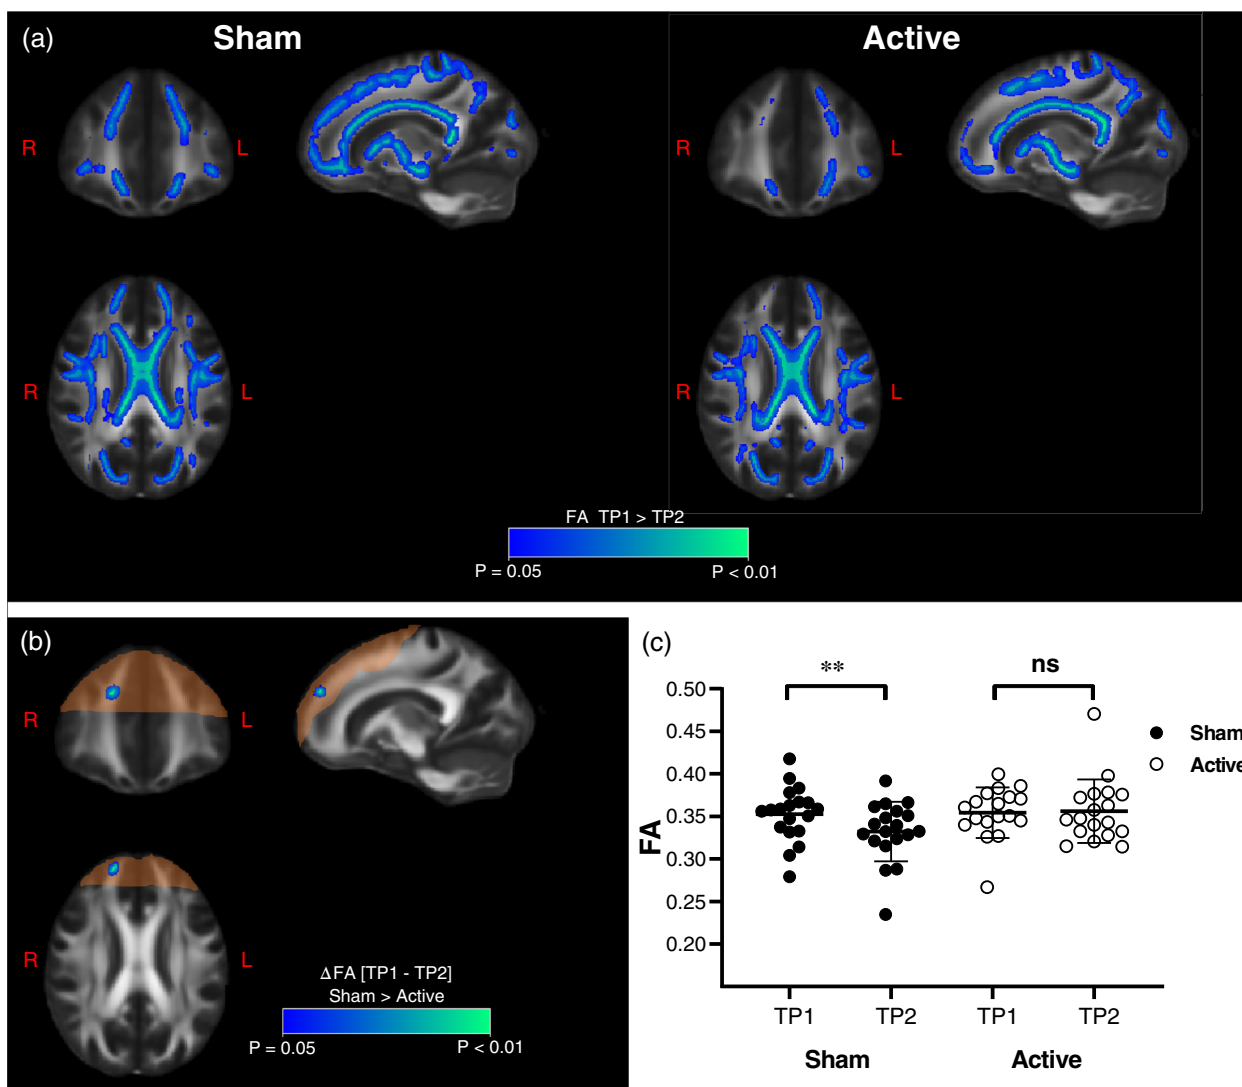 (a)
Sham
Active
R
L
R
L
R
L
R
L
FA TP1 > TP2
P = 0.05
P < 0.01
(b)
R
L
R
L
ΔFA [TP1 - TP2]
Sham > Active
P = 0.05
P < 0.01
(c)
**
ns
0.50
0.45
0.40
0.35
0.30
0.25
0.20
FA
Sham
Active
TP1
TP2
TP1
TP2
Sham
Active